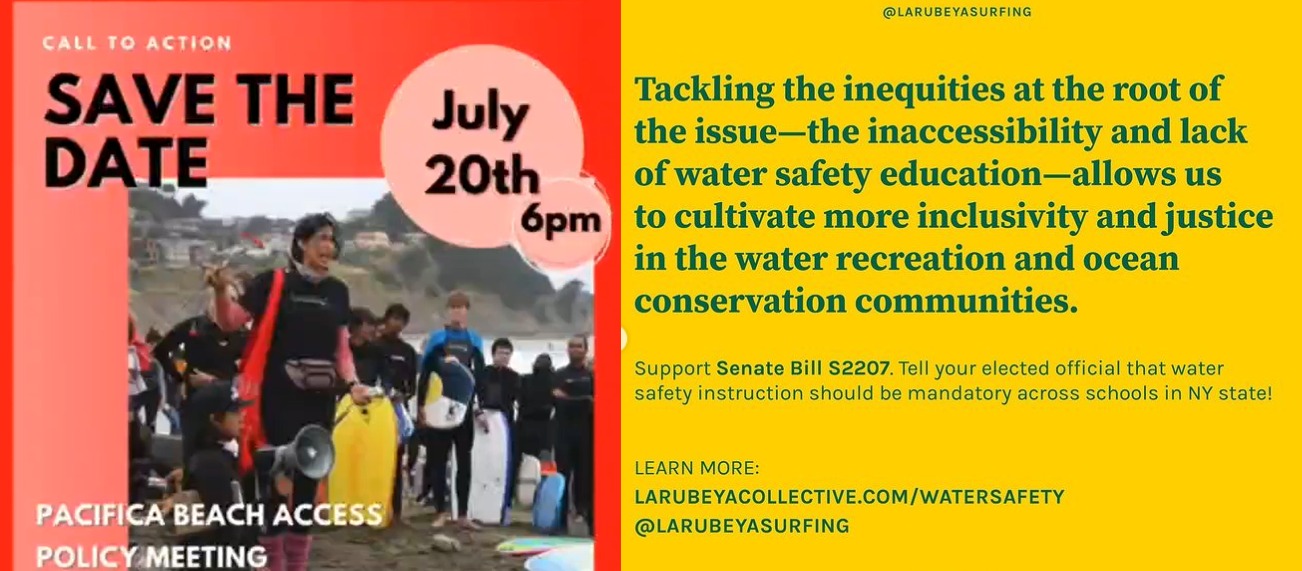 CALL TO ACTION
SAVE THE
DATE
July
20th
6pm
PACIFICA BEACH ACCESS
POLICY MEETING
@LARUBEYASURFING
Tackling the inequities at the root of
the issue—the inaccessibility and lack
of water safety education—allows us
to cultivate more inclusivity and justice
in the water recreation and ocean
conservation communities.
Support Senate Bill S2207. Tell your elected official that water
safety instruction should be mandatory across schools in NY state!
LEARN MORE:
LARUBEYACOLLECTIVE.COM/WATERSAFETY
@LARUBEYASURFING